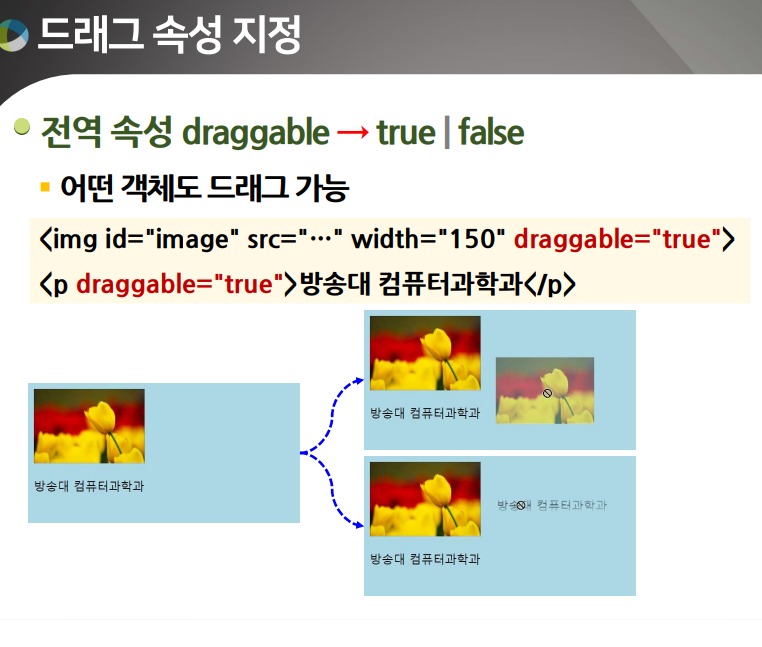 드래그 속성 지정
전역 속성 draggable → true | false
어떤 객체도 드래그 가능
<img id="image" src="…" width="150" draggable="true">
<p draggable="true">방송대 컴퓨터과학과</p>
방송대 컴퓨터과학과
방송대 컴퓨터과학과
방송대 컴퓨터과학과
방송대 컴퓨터과학과